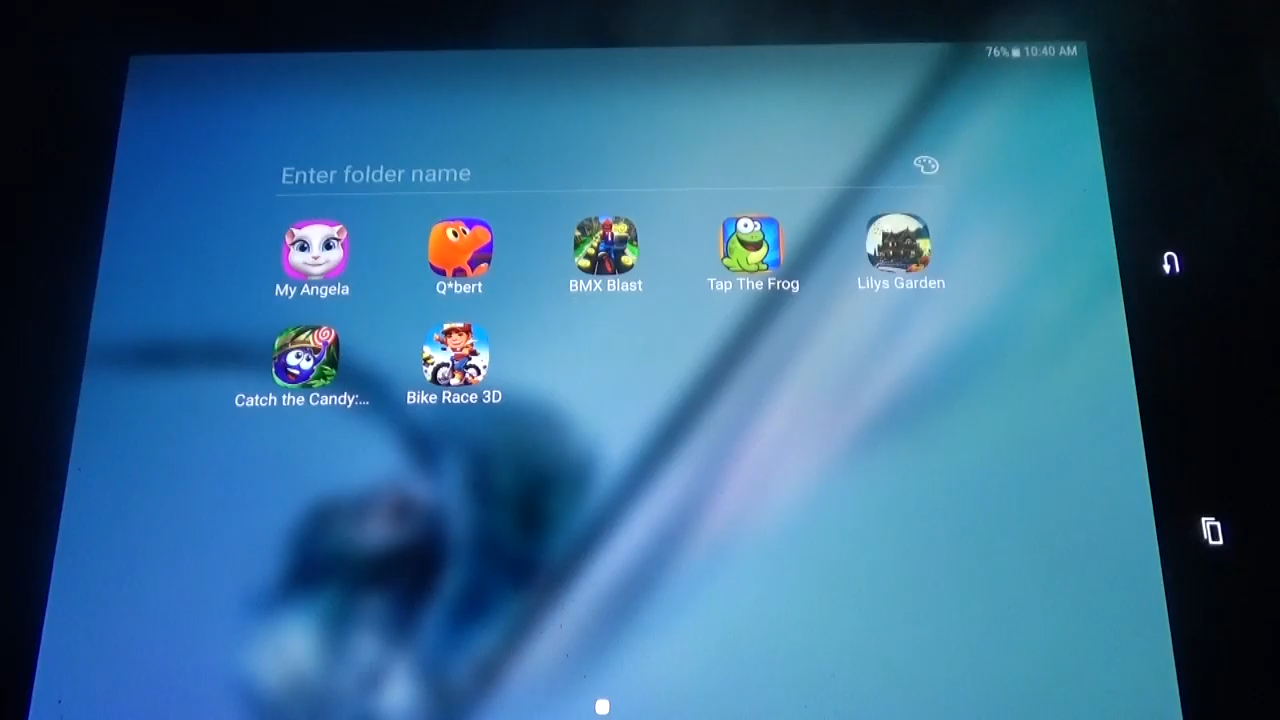 76% 10:40 AM
Enter folder name
My Angela
Q*bert
BMX Blast
Tap The Frog
Lilys Garden
Catch the Candy:...
Bike Race 3D